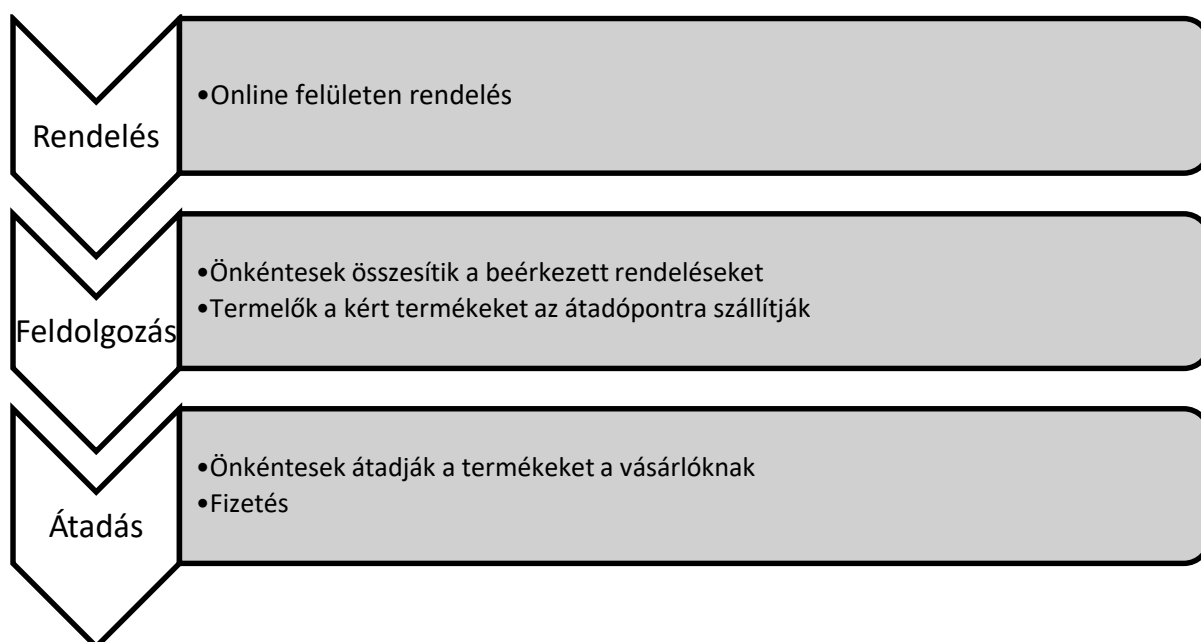 Rendelés
•Online felületen rendelés
Feldolgozás
•Önkéntesek összesítik a beérkezett rendeléseket
•Termelők a kért termékeket az átadópontra szállítják
Átadás
•Önkéntesek átadják a termékeket a vásárlóknak
•Fizetés